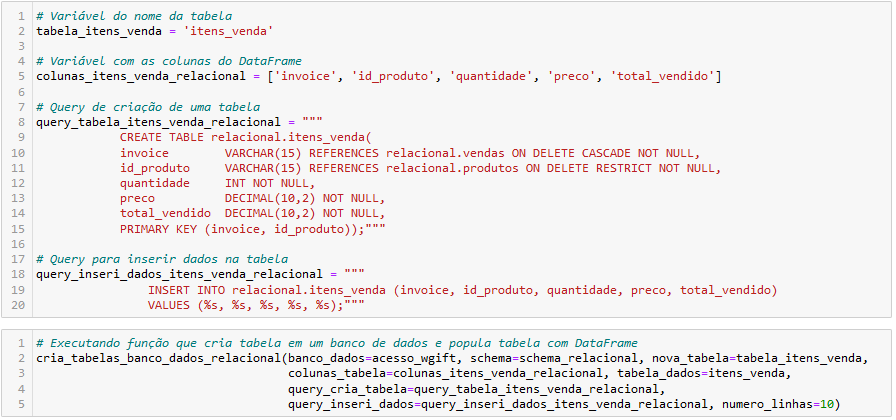 1 # Variável do nome da tabela
2 tabela_itens_venda = 'itens_venda'
3
4 # Variável com as colunas do DataFrame
5 colunas_itens_venda_relacional = ['invoice', 'id_produto', 'quantidade', 'preco', 'total_vendido']
6
7 # Query de criação de uma tabela
8 query_tabela_itens_venda_relacional = """
9 CREATE TABLE relacional.itens_venda(
10 invoice VARCHAR(15) REFERENCES relacional.vendas ON DELETE CASCADE NOT NULL,
11 id_produto VARCHAR(15) REFERENCES relacional.produtos ON DELETE RESTRICT NOT NULL,
12 quantidade INT NOT NULL,
13 preco DECIMAL(10,2) NOT NULL,
14 total_vendido DECIMAL(10,2) NOT NULL,
15 PRIMARY KEY (invoice, id_produto));"""
16
17 # Query para inserir dados na tabela
18 query_inseri_dados_itens_venda_relacional = """
19 INSERT INTO relacional.itens_venda (invoice, id_produto, quantidade, preco, total_vendido)
20 VALUES (%s, %s, %s, %s, %s);"""
1 # Executando função que cria tabela em um banco de dados e popula tabela com DataFrame
2 cria_tabelas_banco_dados_relacional(banco_dados=acesso_wgift, schema=schema_relacional, nova_tabela=tabela_itens_venda,
3 colunas_tabela=colunas_itens_venda_relacional, tabela_dados=itens_venda,
4 query_cria_tabela=query_tabela_itens_venda_relacional,
5 query_inseri_dados=query_inseri_dados_itens_venda_relacional, numero_linhas=10)